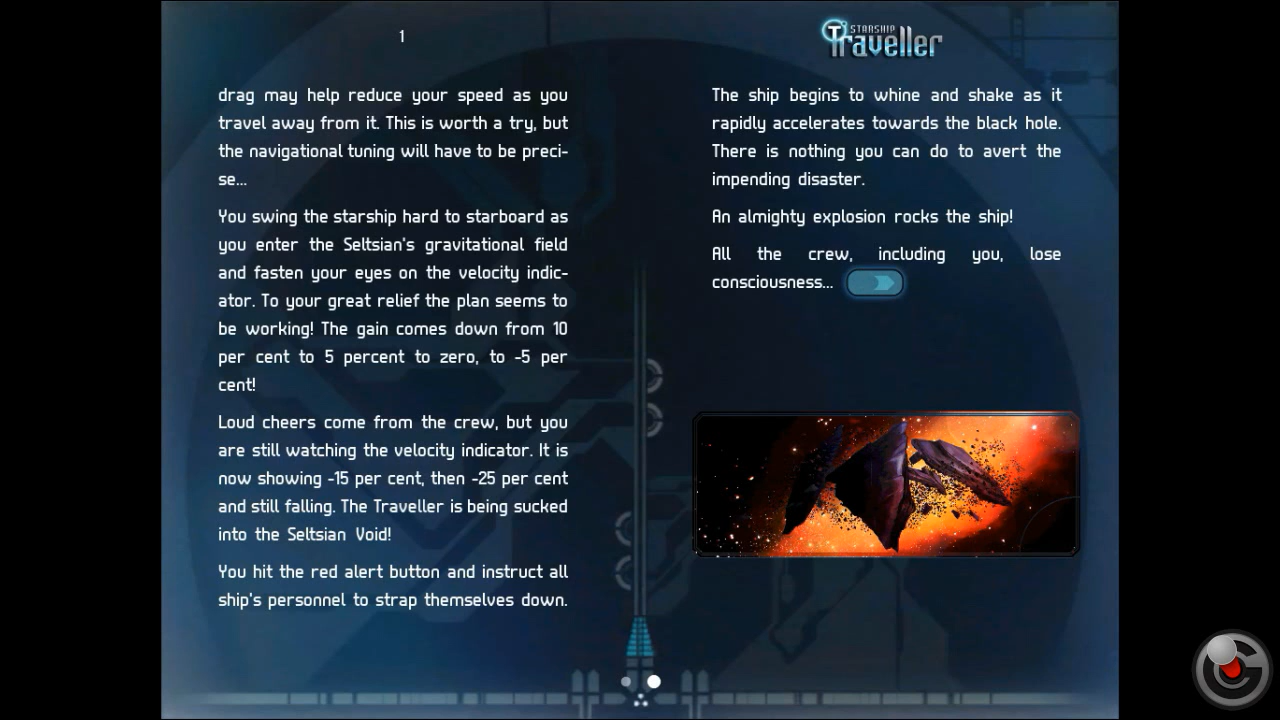 1
drag may help reduce your speed as you
travel away from it. This is worth a try, but
the navigational tuning will have to be preci-
se...
You swing the starship hard to starboard as
you enter the Seltsian's gravitational field
and fasten your eyes on the velocity indic-
ator. To your great relief the plan seems to
be working! The gain comes down from 10
per cent to 5 percent to zero, to -5 per
cent!
Loud cheers come from the crew, but you
are still watching the velocity indicator. It is
now showing -15 per cent, then -25 per cent
and still falling. The Traveller is being sucked
into the Seltsian Void!
You hit the red alert button and instruct all
ship's personnel to strap themselves down.
STARSHIP
Traveller
The ship begins to whine and shake as it
rapidly accelerates towards the black hole.
There is nothing you can do to avert the
impending disaster.
An almighty explosion rocks the ship!
All the crew, including you, lose
consciousness...